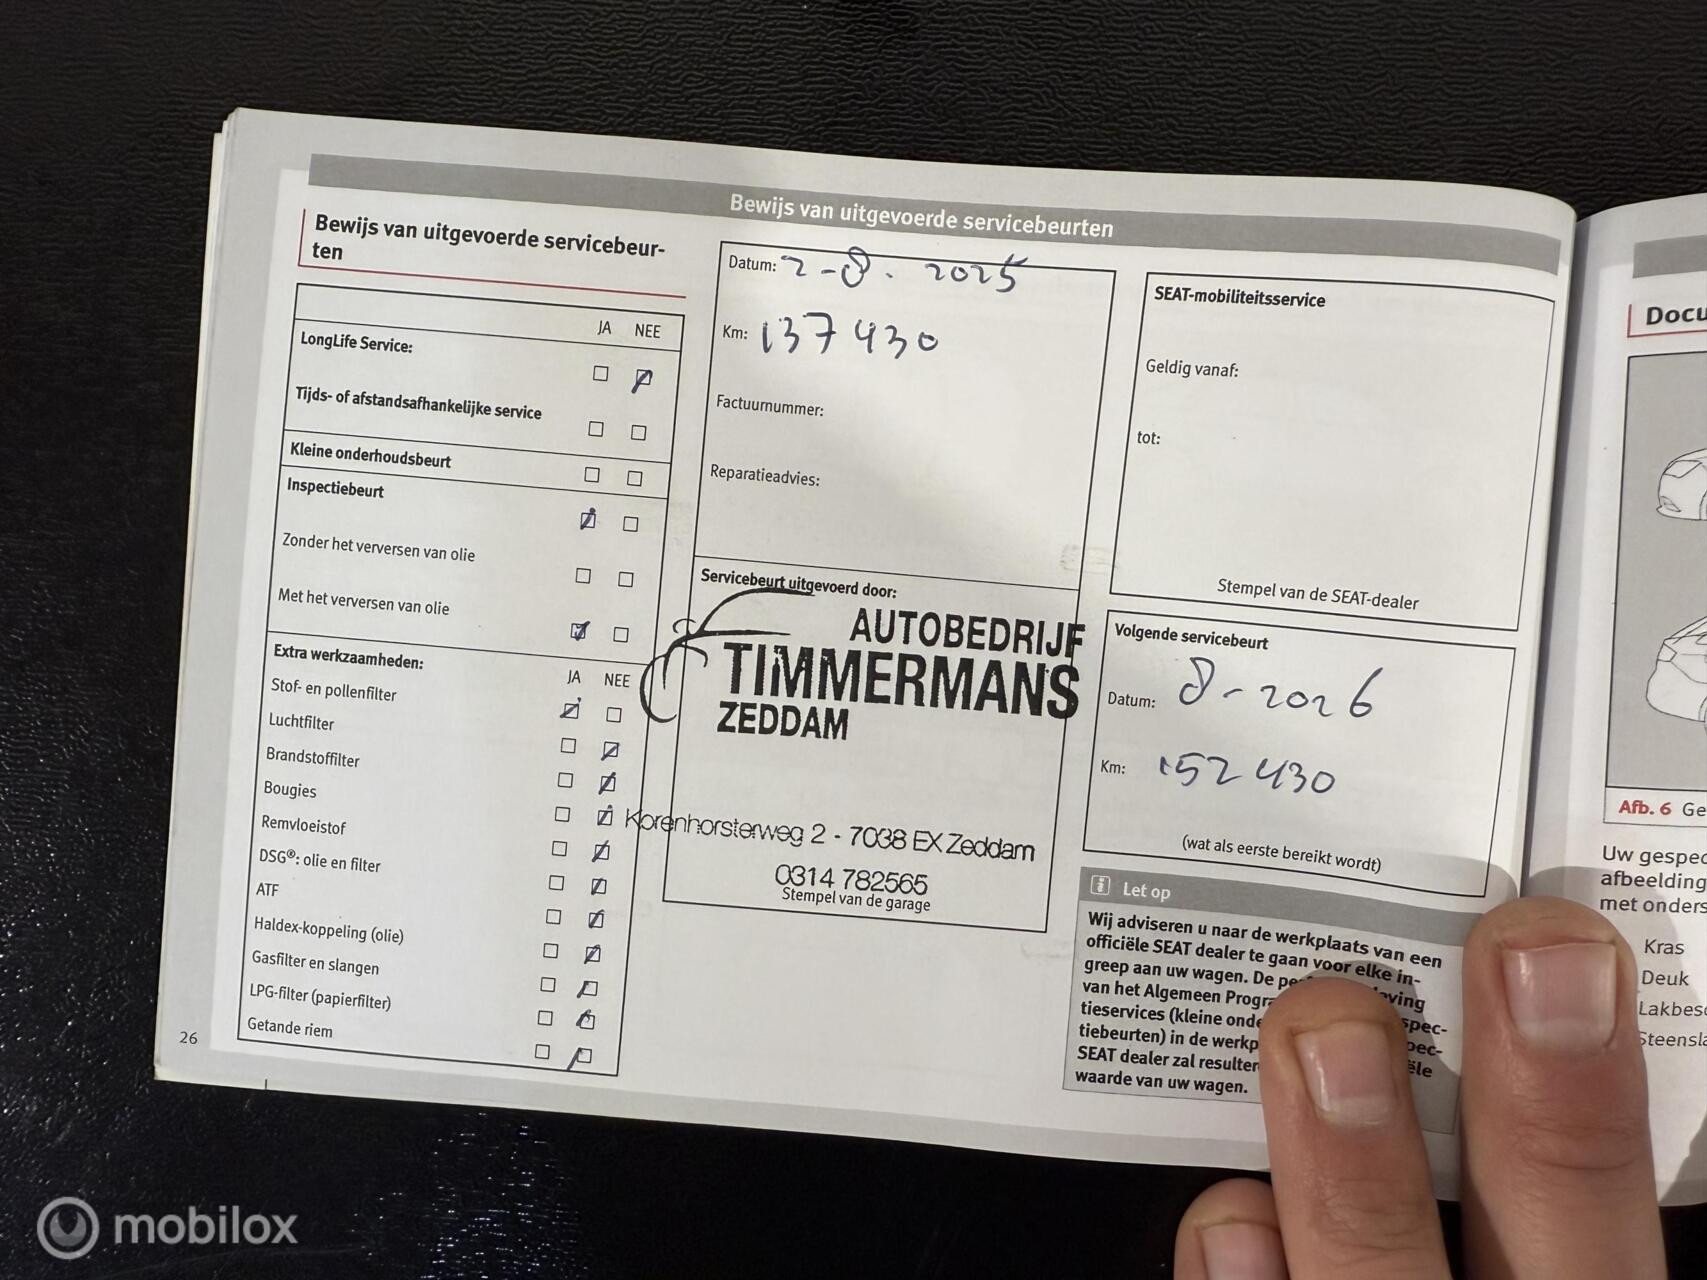 Bewijs van uitgevoerde servicebeurten
Bewijs van uitgevoerde servicebeur-
ten
JA NEE
LongLife Service:
Tijds- of afstandsafhankelijke service
Kleine onderhoudsbeurt
Inspectiebeurt
Zonder het verversen van olie
Met het verversen van olie
Extra werkzaamheden:
JA NEE
Stof- en pollenfilter
Luchtfilter
Brandstoffilter
Bougies
Remvloeistof
DSG®: olie en filter
ATF
Haldex-koppeling (olie)
Gasfilter en slangen
LPG-filter (papierfilter)
Getande riem
26
Datum: 2-8. 2025
Km: 137430
Factuurnummer:
Reparatieadvies:
Servicebeurt uitgevoerd door:
AUTOBEDRIJF
TIMMERMANS
ZEDDAM
Korenhorsterweg 2 - 7038 EX Zeddam
0314 782565
Stempel van de garage
SEAT-mobiliteitsservice
Geldig vanaf:
tot:
Stempel van de SEAT-dealer
Volgende servicebeurt
Datum: 8-2026
Km: 152430
(wat als eerste bereikt wordt)
Let op
Wij adviseren u naar de werkplaats van een
officiële SEAT dealer te gaan voor elke in-
greep aan uw wagen. De
van het Algemeen
tieservices (kleine
tiebeurten) in de
SEAT dealer zal
waarde van uw wagen.
Afb. 6
Uw
afbeelding
met
Kras
Deuk
mobilox